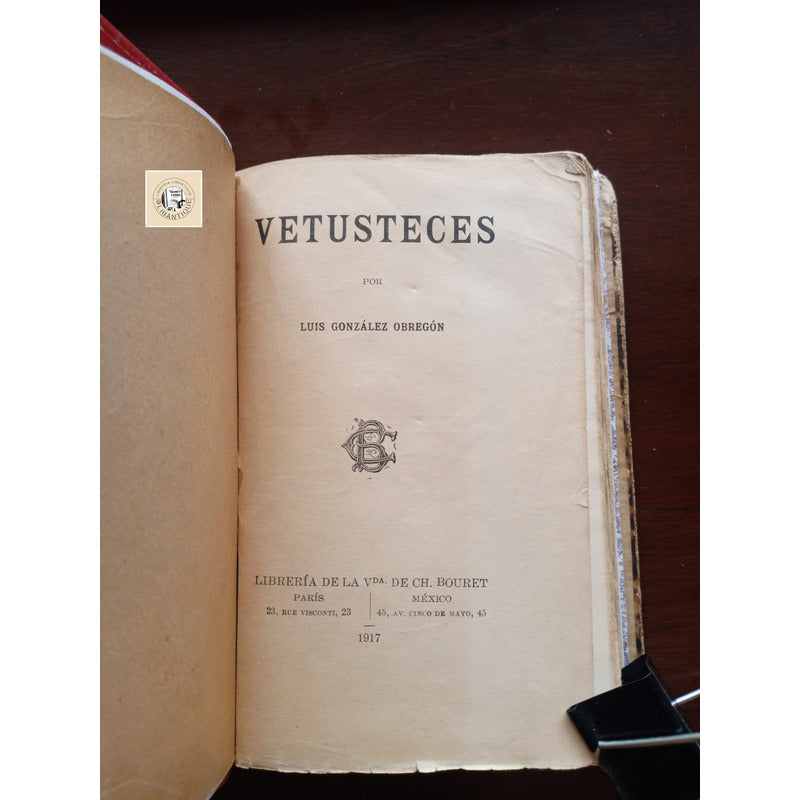 LIBANTIQUE
VETUSTECES
POR
LUIS GONZÁLEZ OBREGÓN
LIBRERÍA DE LA VDA. DE CH. BOURET
PARÍS
23, RUE VISCONTI, 23
MÉXICO
45, AV. CINCO DE MAYO, 45
1917